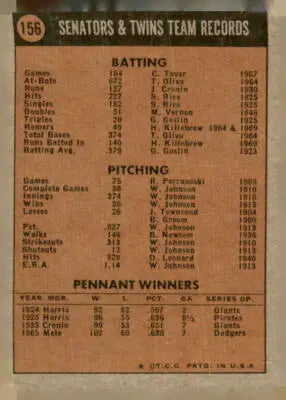 156 SENATORS & TWINS TEAM RECORDS
BATTING
Games 164 C. Tovar 1967
At-Bats 672 T. Oliva 1964
Runs 127 J. Cronin 1930
Hits 227 S. Rice 1925
Singles 182 S. Rice 1925
Doubles 51 M. Vernon 1946
Triples 20 G. Goslin 1925
Homers 49 H. Killebrew 1964 & 1969
Total Bases 374 T. Oliva 1964
Runs Batted In 140 H. Killebrew 1969
Batting Avg. .379 G. Goslin 1923
PITCHING
Games 75 R. Perranoski 1969
Complete Games 38 W. Johnson 1910
Innings 374 W. Johnson 1910
Wins 36 W. Johnson 1913
Losses 26 J. Townsend 1904
B. Groom 1909
Pct. .837 W. Johnson 1913
Walks 146 B. Newsom 1936
Strikeouts 313 W. Johnson 1910
Shutouts 12 W. Johnson 1913
Hits 328 D. Leonard 1940
E.R.A. 1.14 W. Johnson 1913
PENNANT WINNERS
YEAR MGR. W L PCT. GA SERIES OP.
1924 Harris 92 62 .597 2 Giants
1925 Harris 96 55 .636 8½ Pirates
1933 Cronin 99 53 .651 7 Giants
1965 Mele 102 60 .630 7 Dodgers
© T.C.G. PRTD. IN U.S.A.